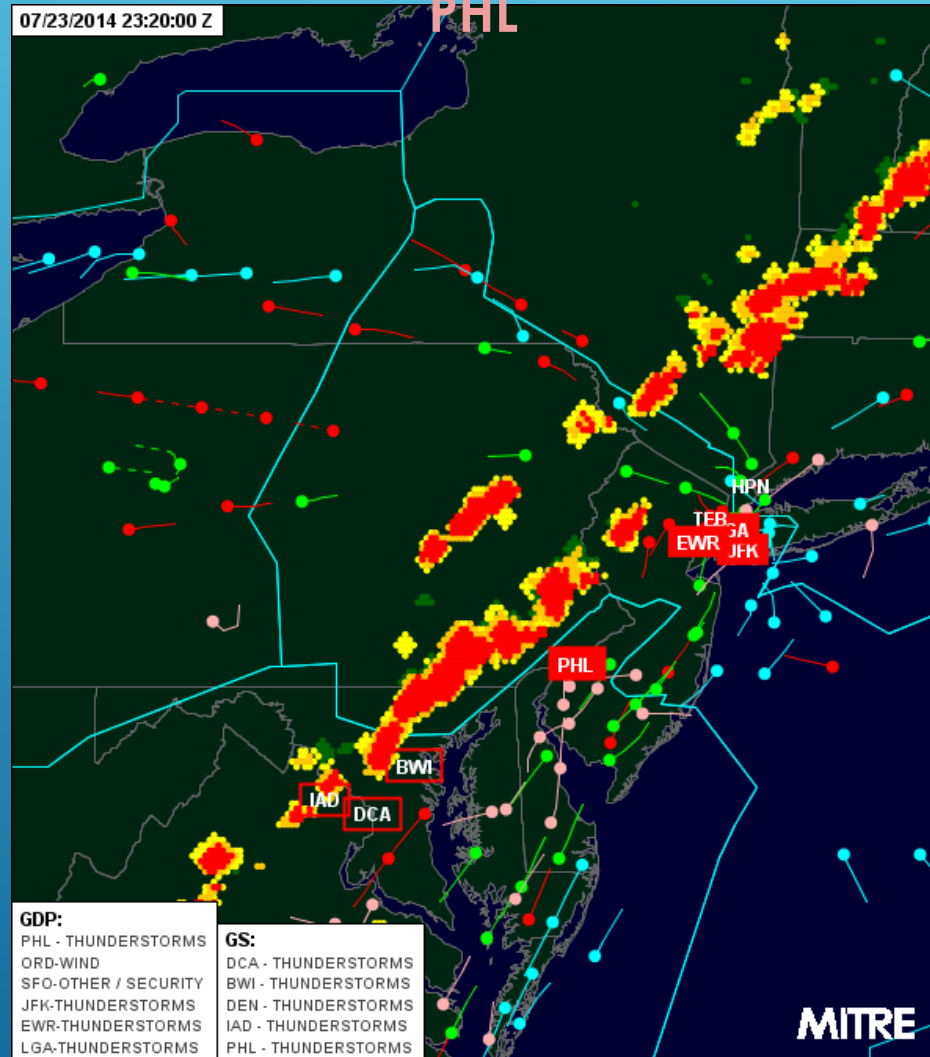 PHL
07/23/2014 23:20:00 Z
HPN
TEB
GA
EWR
JFK
PHL
BWI
IAD
DCA
GDP:
PHL - THUNDERSTORMS
ORD-WIND
SFO-OTHER / SECURITY
JFK-THUNDERSTORMS
EWR-THUNDERSTORMS
LGA-THUNDERSTORMS
GS:
DCA - THUNDERSTORMS
BWI - THUNDERSTORMS
DEN - THUNDERSTORMS
IAD - THUNDERSTORMS
PHL - THUNDERSTORMS
MITRE